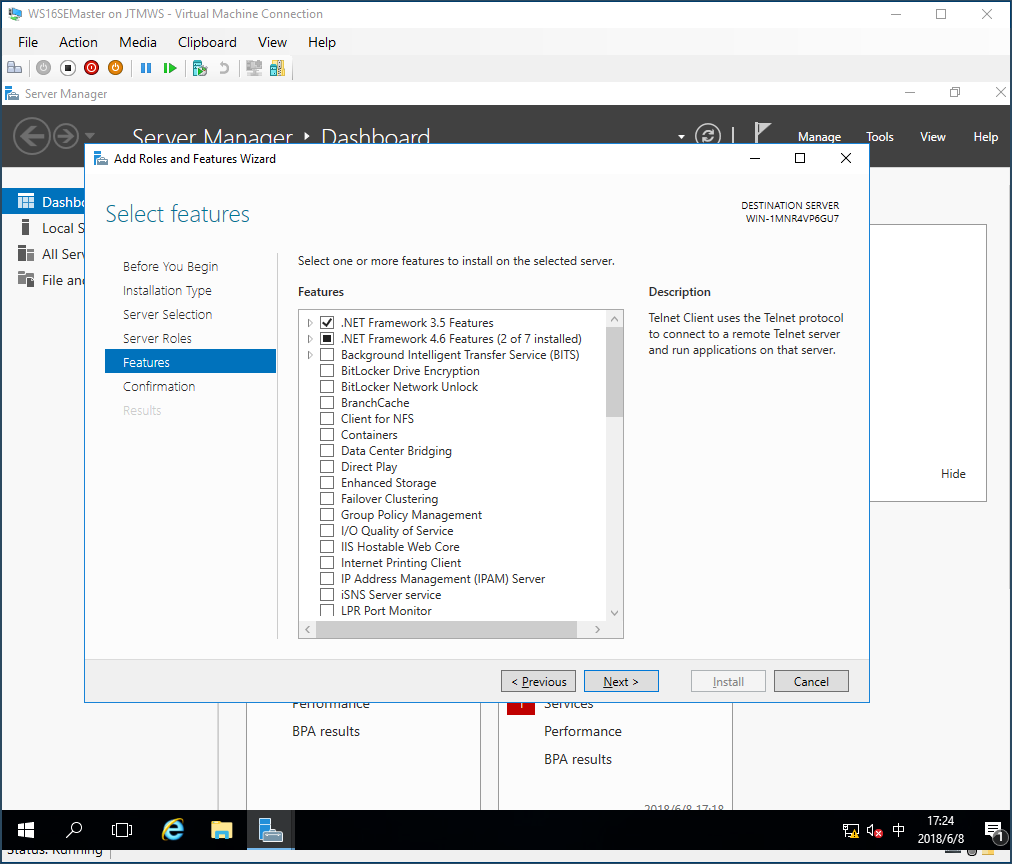 WS16SEMaster on JTMWS - Virtual Machine Connection
File Action Media Clipboard View Help
Server Manager
Server Manager Dashboard
Manage Tools View Help
Add Roles and Features Wizard
Dashbo
Local S
All Serv
File and
Select features
DESTINATION SERVER
WIN-1MNR4VP6GU7
Before You Begin
Installation Type
Server Selection
Server Roles
Features
Confirmation
Results
Select one or more features to install on the selected server.
Features
.NET Framework 3.5 Features
.NET Framework 4.6 Features (2 of 7 installed)
Background Intelligent Transfer Service (BITS)
BitLocker Drive Encryption
BitLocker Network Unlock
BranchCache
Client for NFS
Containers
Data Center Bridging
Direct Play
Enhanced Storage
Failover Clustering
Group Policy Management
I/O Quality of Service
IIS Hostable Web Core
Internet Printing Client
IP Address Management (IPAM) Server
iSNS Server service
LPR Port Monitor
Description
Telnet Client uses the Telnet protocol
to connect to a remote Telnet server
and run applications on that server.
Hide
< Previous Next > Install Cancel
Performance
BPA results
1 Services
Performance
BPA results
2018/6/8 17:18
中
17:24
2018/6/8
1
Status: Running